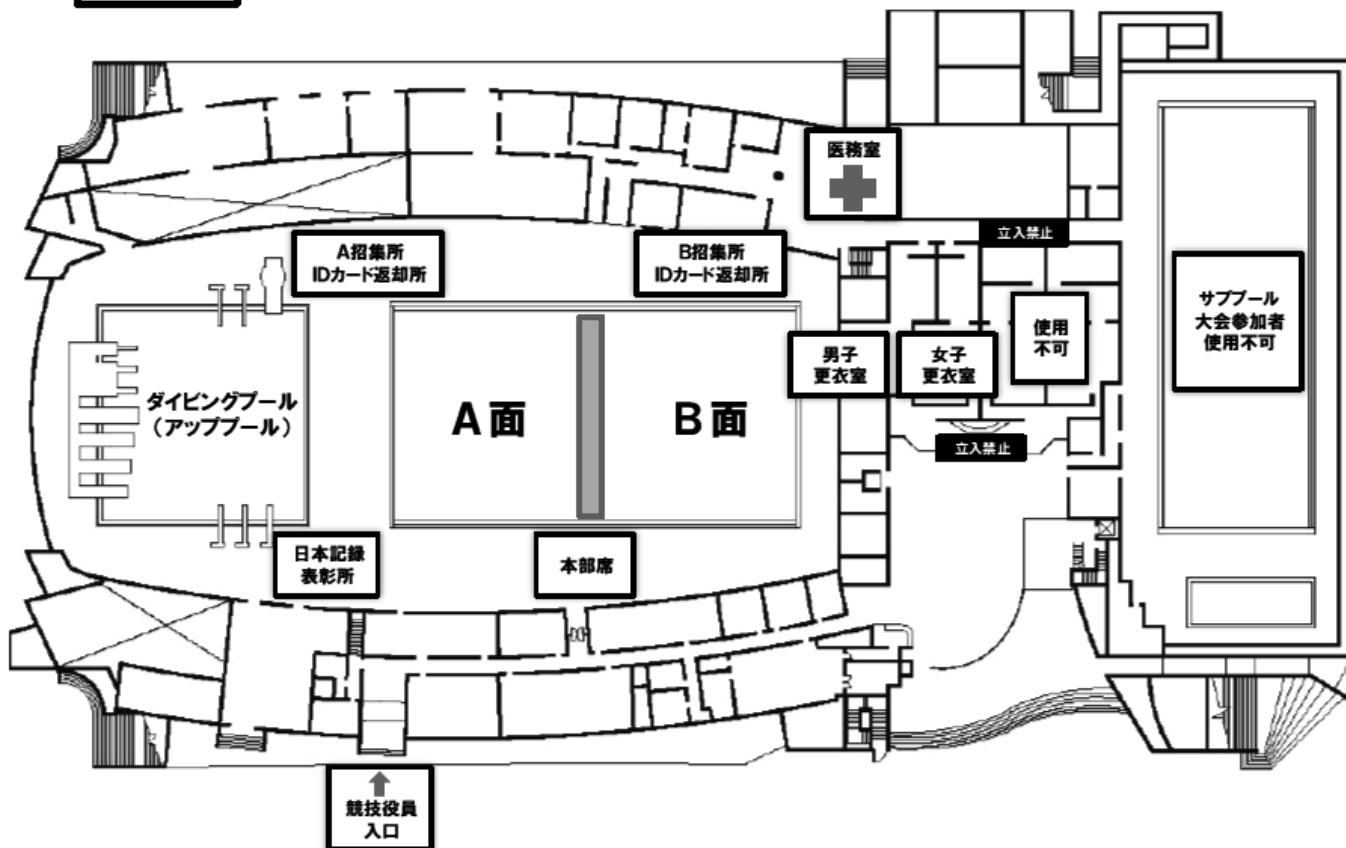 医務室
立入禁止
A招集所
IDカード返却所
B招集所
IDカード返却所
サブプール
大会参加者
使用不可
使用
不可
男子
更衣室
女子
更衣室
ダイビングプール
（アッププール）
A面
B面
立入禁止
日本記録
表彰所
本部席
競技役員
入口